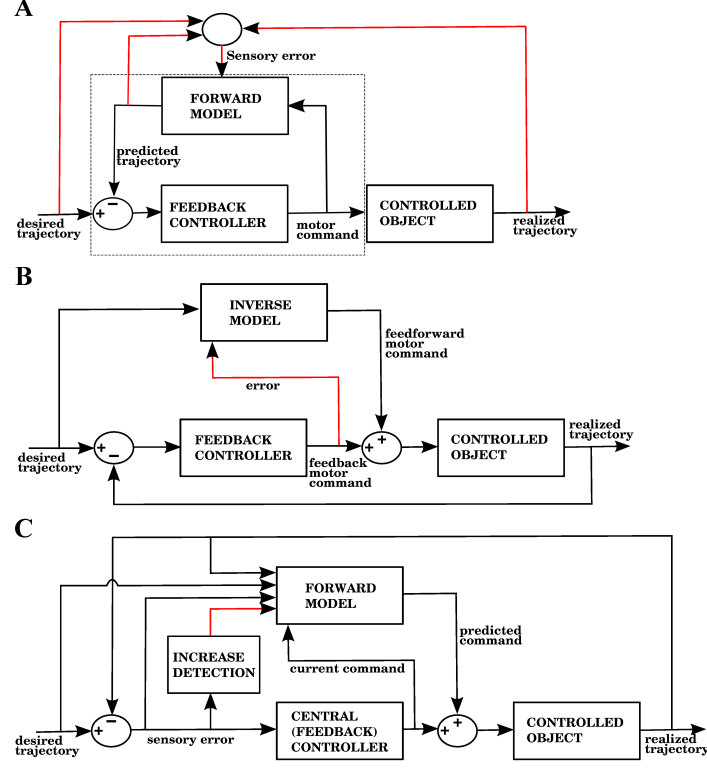 A
Sensory error
FORWARD
MODEL
predicted
trajectory
+
−
desired
trajectory
FEEDBACK
CONTROLLER
motor
command
CONTROLLED
OBJECT
realized
trajectory
B
INVERSE
MODEL
feedforward
motor
command
error
desired
trajectory
+
−
FEEDBACK
CONTROLLER
feedback
motor
command
+
+
CONTROLLED
OBJECT
realized
trajectory
C
FORWARD
MODEL
predicted
command
INCREASE
DETECTION
current command
desired
trajectory
+
−
sensory error
CENTRAL
(FEEDBACK)
CONTROLLER
+
+
CONTROLLED
OBJECT
realized
trajectory